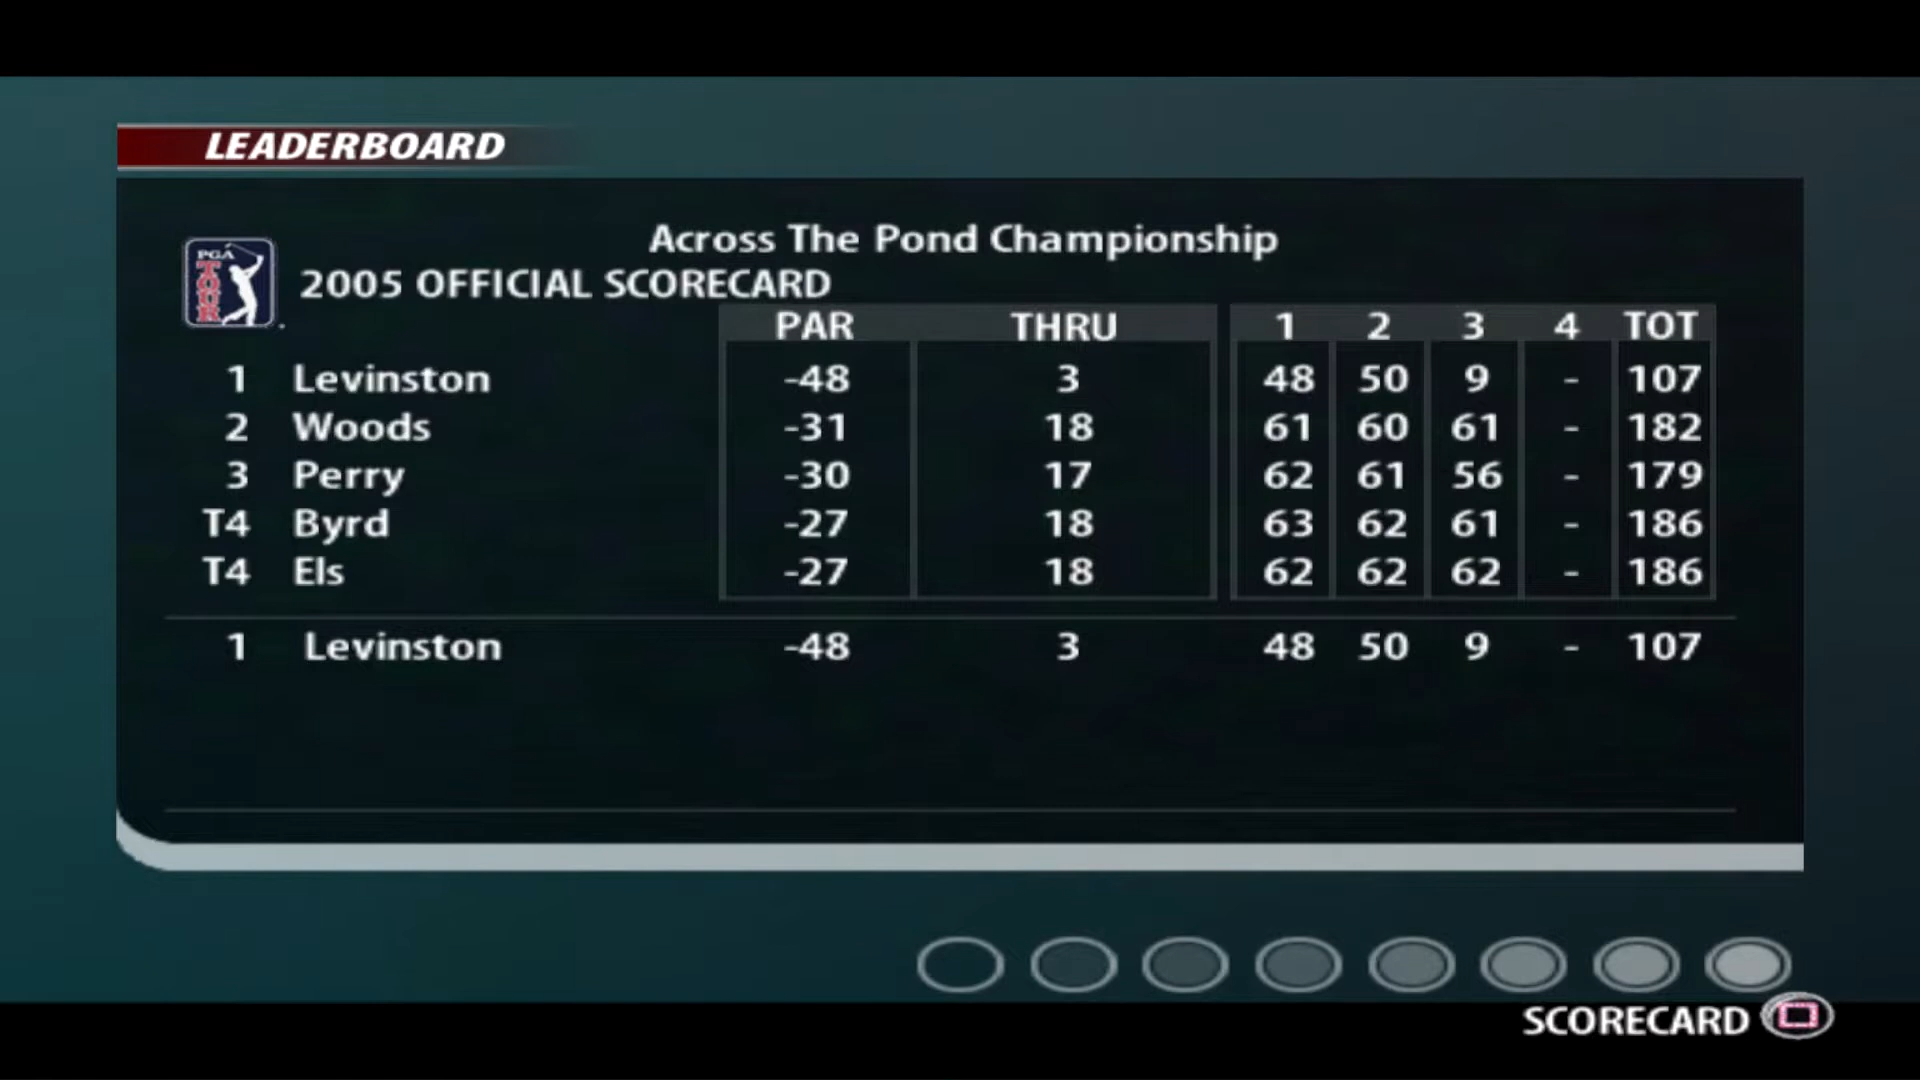 LEADERBOARD
Across The Pond Championship
PGA TOUR
2005 OFFICIAL SCORECARD
PAR THRU 1 2 3 4 TOT
1 Levinston -48 3 48 50 9 - 107
2 Woods -31 18 61 60 61 - 182
3 Perry -30 17 62 61 56 - 179
T4 Byrd -27 18 63 62 61 - 186
T4 Els -27 18 62 62 62 - 186
1 Levinston -48 3 48 50 9 - 107
SCORECARD